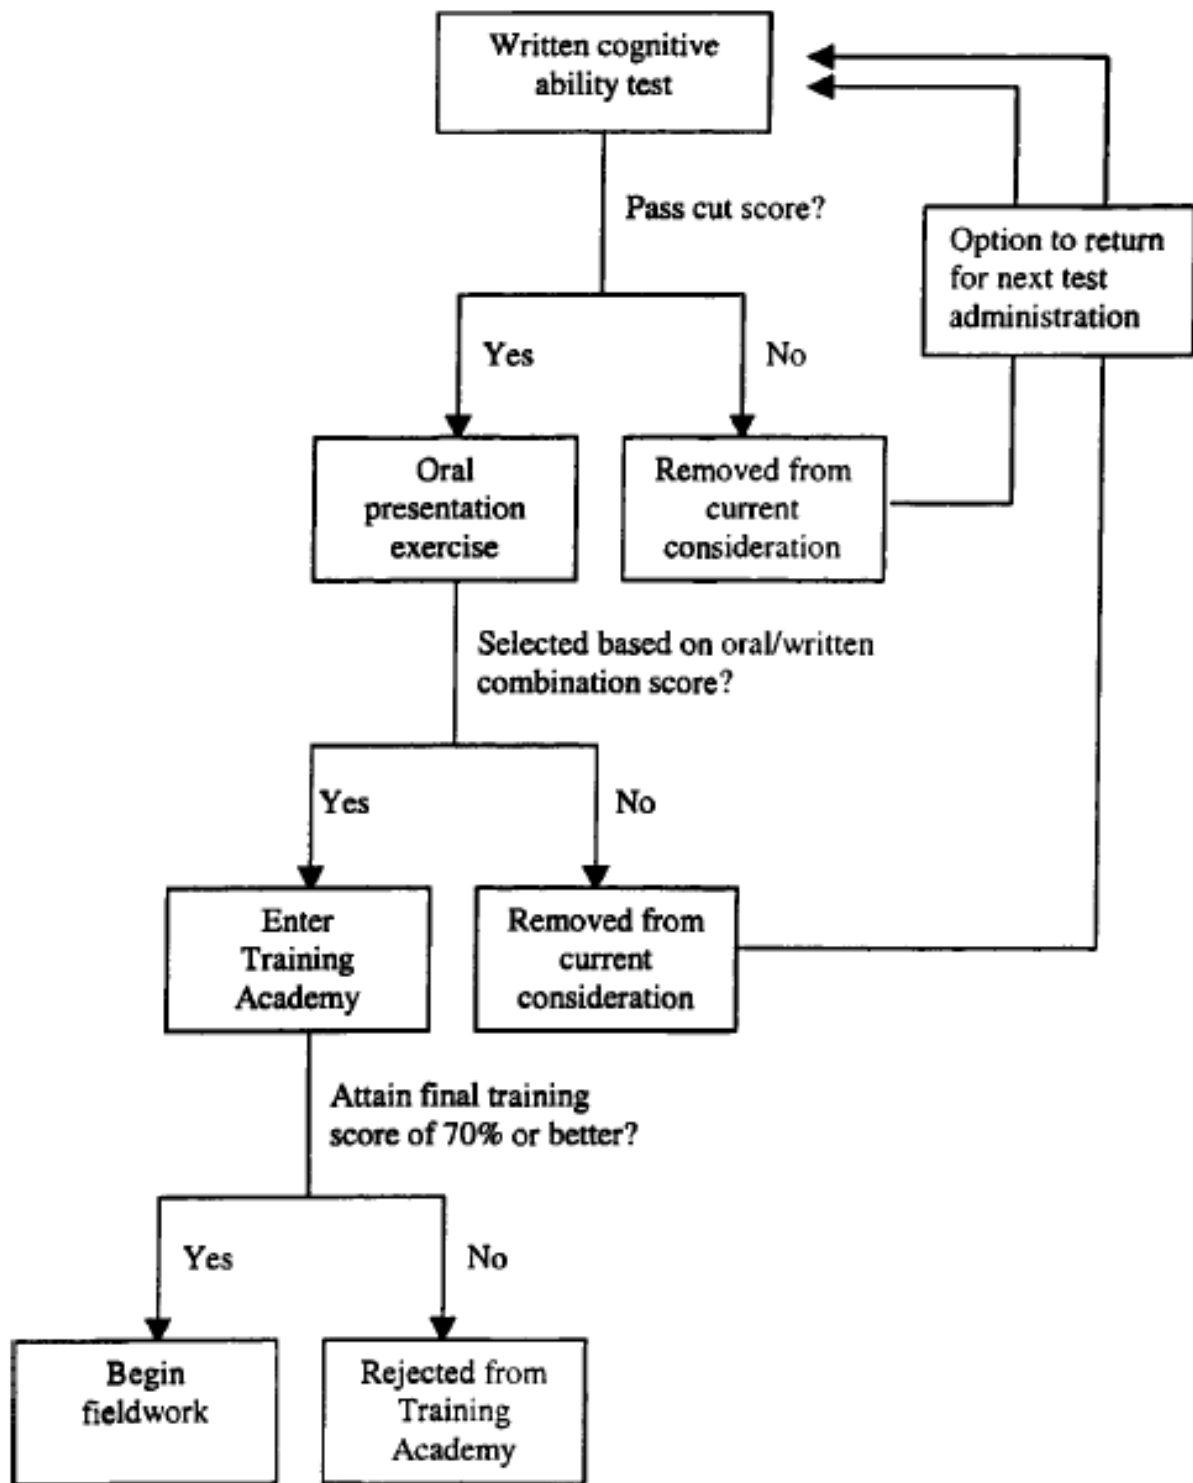 Written cognitive
ability test
Pass cut score?
Option to return
for next test
administration
Yes
No
Oral
presentation
exercise
Removed from
current
consideration
Selected based on oral/written
combination score?
Yes
No
Enter
Training
Academy
Removed from
current
consideration
Attain final training
score of 70% or better?
Yes
No
Begin
fieldwork
Rejected from
Training
Academy